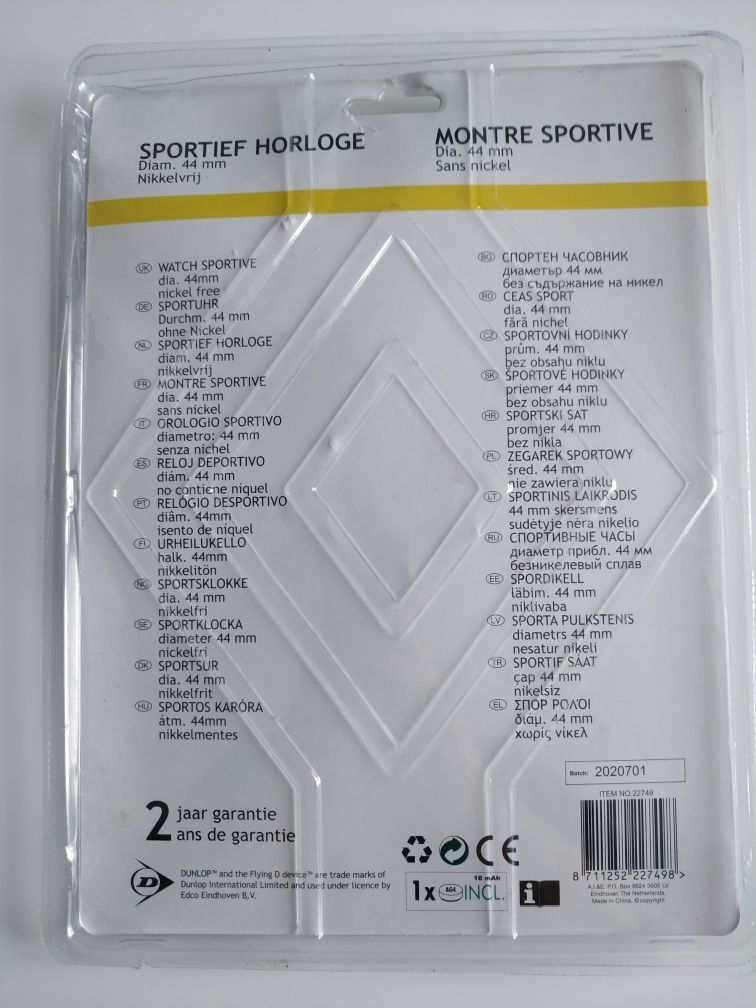 SPORTIEF HORLOGE
Diam. 44 mm
Nikkelvrij
MONTRE SPORTIVE
Dia. 44 mm
Sans nickel
UK WATCH SPORTIVE
dia. 44mm
nickel free
DE SPORTUHR
Durchm. 44 mm
ohne Nickel
NL SPORTIEF HORLOGE
diam. 44 mm
nikkelvrij
FR MONTRE SPORTIVE
dia. 44 mm
sans nickel
IT OROLOGIO SPORTIVO
diametro: 44 mm
senza nichel
ES RELOJ DEPORTIVO
diám. 44 mm
no contiene níquel
PT RELÓGIO DESPORTIVO
diâm. 44mm
isento de níquel
FI URHEILUKELLO
halk. 44mm
nikkelitön
NO SPORTSKLOKKE
dia. 44 mm
nikkelfri
SE SPORTKLOCKA
diameter 44 mm
nickelfri
DK SPORTSUR
dia. 44 mm
nikkelfrit
HU SPORTOS KARÓRA
átm. 44mm
nikkelmentes
BG СПОРТЕН ЧАСОВНИК
диаметър 44 мм
без съдържание на никел
RO CEAS SPORT
dia. 44 mm
fără nichel
CZ SPORTOVNÍ HODINKY
prům. 44 mm
bez obsahu niklu
SK ŠPORTOVÉ HODINKY
priemer 44 mm
bez obsahu niklu
HR SPORTSKI SAT
promjer 44 mm
bez nikla
PL ZEGAREK SPORTOWY
śred. 44 mm
nie zawiera niklu
LT SPORTINIS LAIKRODIS
44 mm skersmens
sudėtyje nėra nikelio
RU СПОРТИВНЫЕ ЧАСЫ
диаметр прибл. 44 мм
безникелевый сплав
EE SPORDIKELL
läbim. 44 mm
niklivaba
LV SPORTA PULKSTENIS
diametrs 44 mm
nesatur niķeli
TR SPORTIF SAAT
çap 44 mm
nikelsiz
EL ΣΠΟΡ ΡΟΛΟΪ
διάμ. 44 mm
χωρίς νίκελ
Batch: 2020701
ITEM NO.22749
8 711252 227498 >
A.I.&E. P.O. Box 8824 5605 LV
Eindhoven The Netherlands.
Made in China. ©copyright
2 jaar garantie
ans de garantie
D
DUNLOP™ and the Flying D device™ are trade marks of
Dunlop International Limited and used under licence by
Edco Eindhoven B.V.
CE
18 mAh
1x AG4 INCL.
i